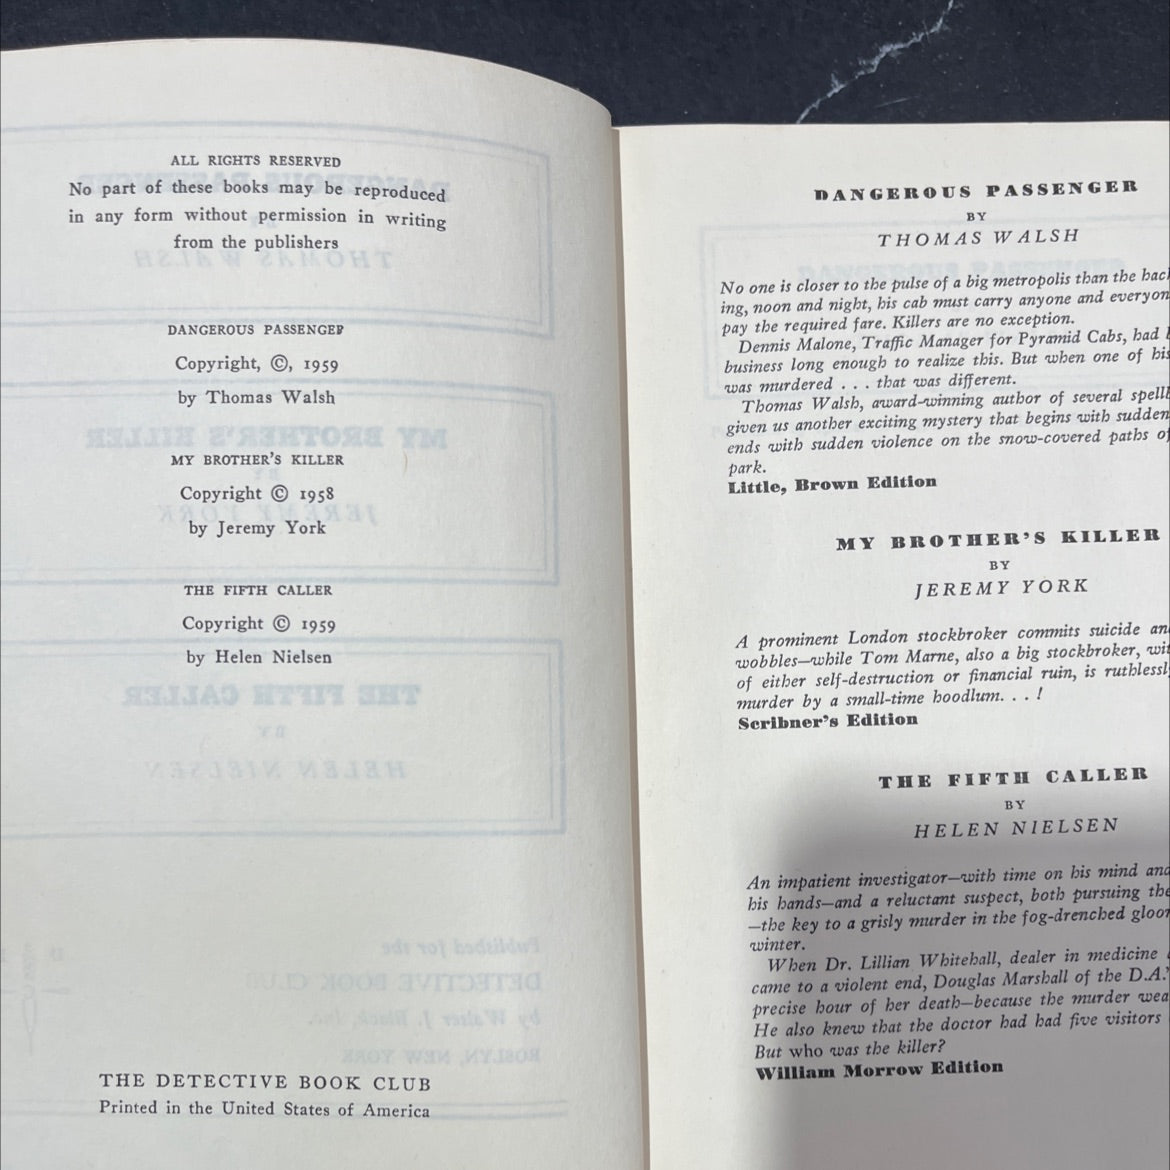 ALL RIGHTS RESERVED
No part of these books may be reproduced
in any form without permission in writing
from the publishers
DANGEROUS PASSENGER
Copyright, ©, 1959
by Thomas Walsh
MY BROTHER'S KILLER
Copyright © 1958
by Jeremy York
THE FIFTH CALLER
Copyright © 1959
by Helen Nielsen
THE DETECTIVE BOOK CLUB
Printed in the United States of America
DANGEROUS PASSENGER
BY
THOMAS WALSH
No one is closer to the pulse of a big metropolis than the
ing, noon and night, his cab must carry anyone and
pay the required fare. Killers are no exception.
Dennis Malone, Traffic Manager for Pyramid Cabs, had
business long enough to realize this. But when one of his
was murdered . . . that was different.
Thomas Walsh, award-winning author of several
given us another exciting mystery that begins with sudden
ends with sudden violence on the snow-covered paths
park.
Little, Brown Edition
MY BROTHER'S KILLER
BY
JEREMY YORK
A prominent London stockbroker commits suicide
wobbles—while Tom Marne, also a big stockbroker,
of either self-destruction or financial ruin, is
murder by a small-time hoodlum. . . !
Scribner's Edition
THE FIFTH CALLER
BY
HELEN NIELSEN
An impatient investigator—with time on his mind and
his hands—and a reluctant suspect, both pursuing the
—the key to a grisly murder in the fog-drenched
winter.
When Dr. Lillian Whitehall, dealer in medicine
came to a violent end, Douglas Marshall of the
precise hour of her death—because the murder
He also knew that the doctor had had five visitors
But who was the killer?
William Morrow Edition